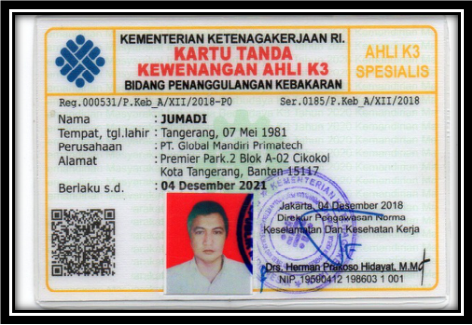 KEMENTERIAN KETENAGAKERJAAN RI.
KARTU TANDA
KEWENANGAN AHLI K3
BIDANG PENANGGULANGAN KEBAKARAN
AHLI K3
SPESIALIS
Reg.000531/P.Keb_A/XII/2018-P0 Ser.0185/P.Keb_A/XII/2018
Nama : JUMADI
Tempat, tgl.lahir : Tangerang, 07 Mei 1981
Perusahaan : PT. Global Mandiri Primatech
Alamat : Premier Park.2 Blok A-02 Cikokol
Kota Tangerang, Banten 15117
Berlaku s.d. : 04 Desember 2021
KEMENTERIAN
Jakarta, 04 Desember 2018
Direktur Pengawasan Norma
Keselamatan Dan Kesehatan Kerja
Drs. Herman Prakoso Hidayat, M.M
NIP. 19590412 198603 1 001